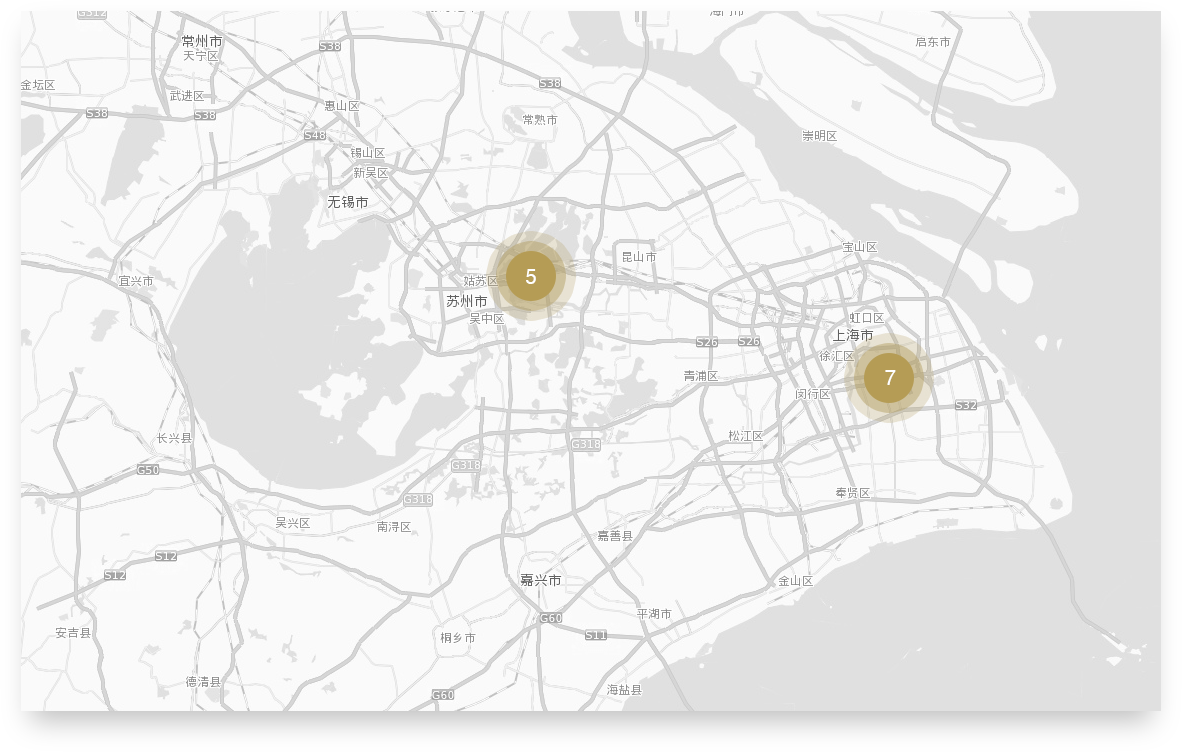 G312
海门市
常州市
S38
启东市
天宁区
金坛区
S38
武进区
惠山区
S38
S38
常熟市
S48
崇明区
锡山区
新吴区
无锡市
宝山区
昆山市
5
姑苏区
宜兴市
苏州市
吴中区
虹口区
上海市
S26
S26
徐汇区
青浦区
7
闵行区
S32
长兴县
松江区
G318
G318
G50
奉贤区
G318
吴兴区
南浔区
嘉善县
S12
S12
嘉兴市
金山区
平湖市
G60
安吉县
S11
桐乡市
德清县
海盐县
G60